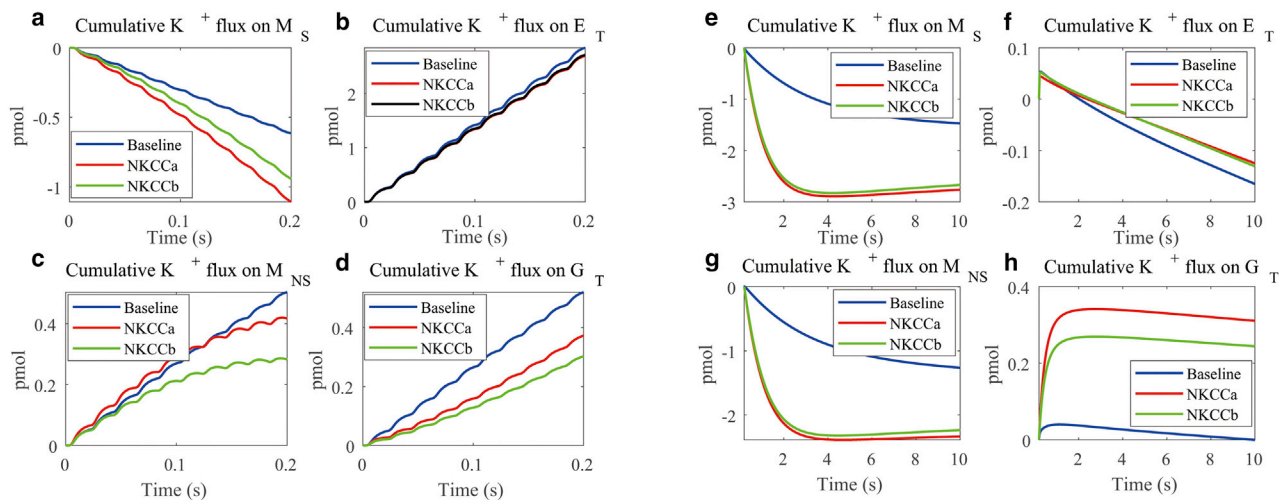 a Cumulative K + flux on M S
0
-0.5
-1
pmol
Baseline
NKCCa
NKCCb
0 0.1 0.2
Time (s)
b Cumulative K + flux on E T
2
1
0
pmol
Baseline
NKCCa
NKCCb
0 0.1 0.2
Time (s)
c Cumulative K + flux on M NS
0.4
0.2
0
pmol
Baseline
NKCCa
NKCCb
0 0.1 0.2
Time (s)
d Cumulative K + flux on G T
0.4
0.2
0
pmol
Baseline
NKCCa
NKCCb
0 0.1 0.2
Time (s)
e Cumulative K + flux on M S
0
-1
-2
-3
pmol
Baseline
NKCCa
NKCCb
2 4 6 8 10
Time (s)
f Cumulative K + flux on E T
0.1
0
-0.1
-0.2
pmol
Baseline
NKCCa
NKCCb
2 4 6 8 10
Time (s)
g Cumulative K + flux on M NS
0
-1
-2
pmol
Baseline
NKCCa
NKCCb
2 4 6 8 10
Time (s)
h Cumulative K + flux on G T
0.4
0.2
0
pmol
Baseline
NKCCa
NKCCb
2 4 6 8 10
Time (s)